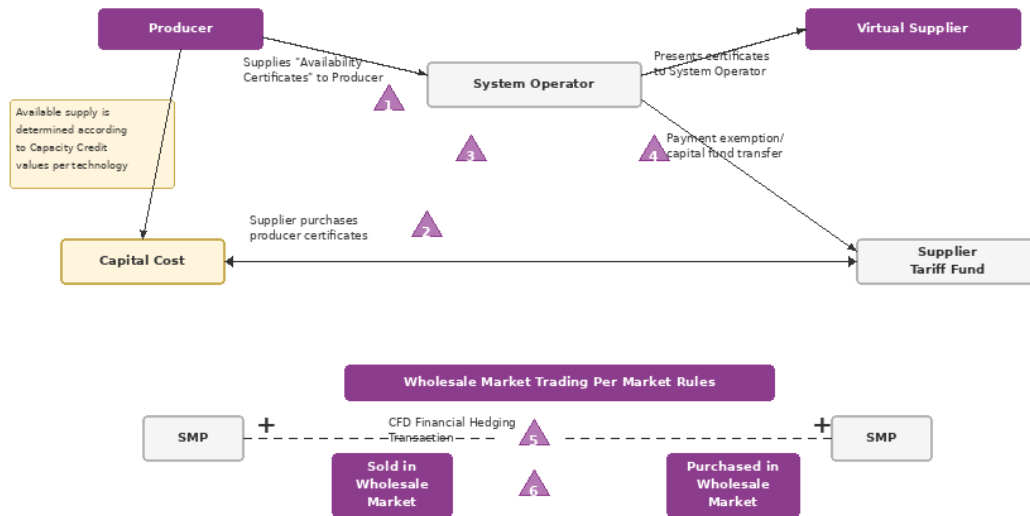 Producer
Virtual Supplier
Supplies "Availability
Certificates" to Producer
Presents certificates
to System Operator
System Operator
1
Available supply is
determined according
to Capacity Credit
values per technology
3
4
Payment exemption/
capital fund transfer
Supplier purchases
producer certificates
2
Capital Cost
Supplier
Tariff Fund
Wholesale Market Trading Per Market Rules
SMP
+
CFD Financial Hedging
Transaction
5
+
SMP
Sold in
Wholesale
Market
6
Purchased in
Wholesale
Market